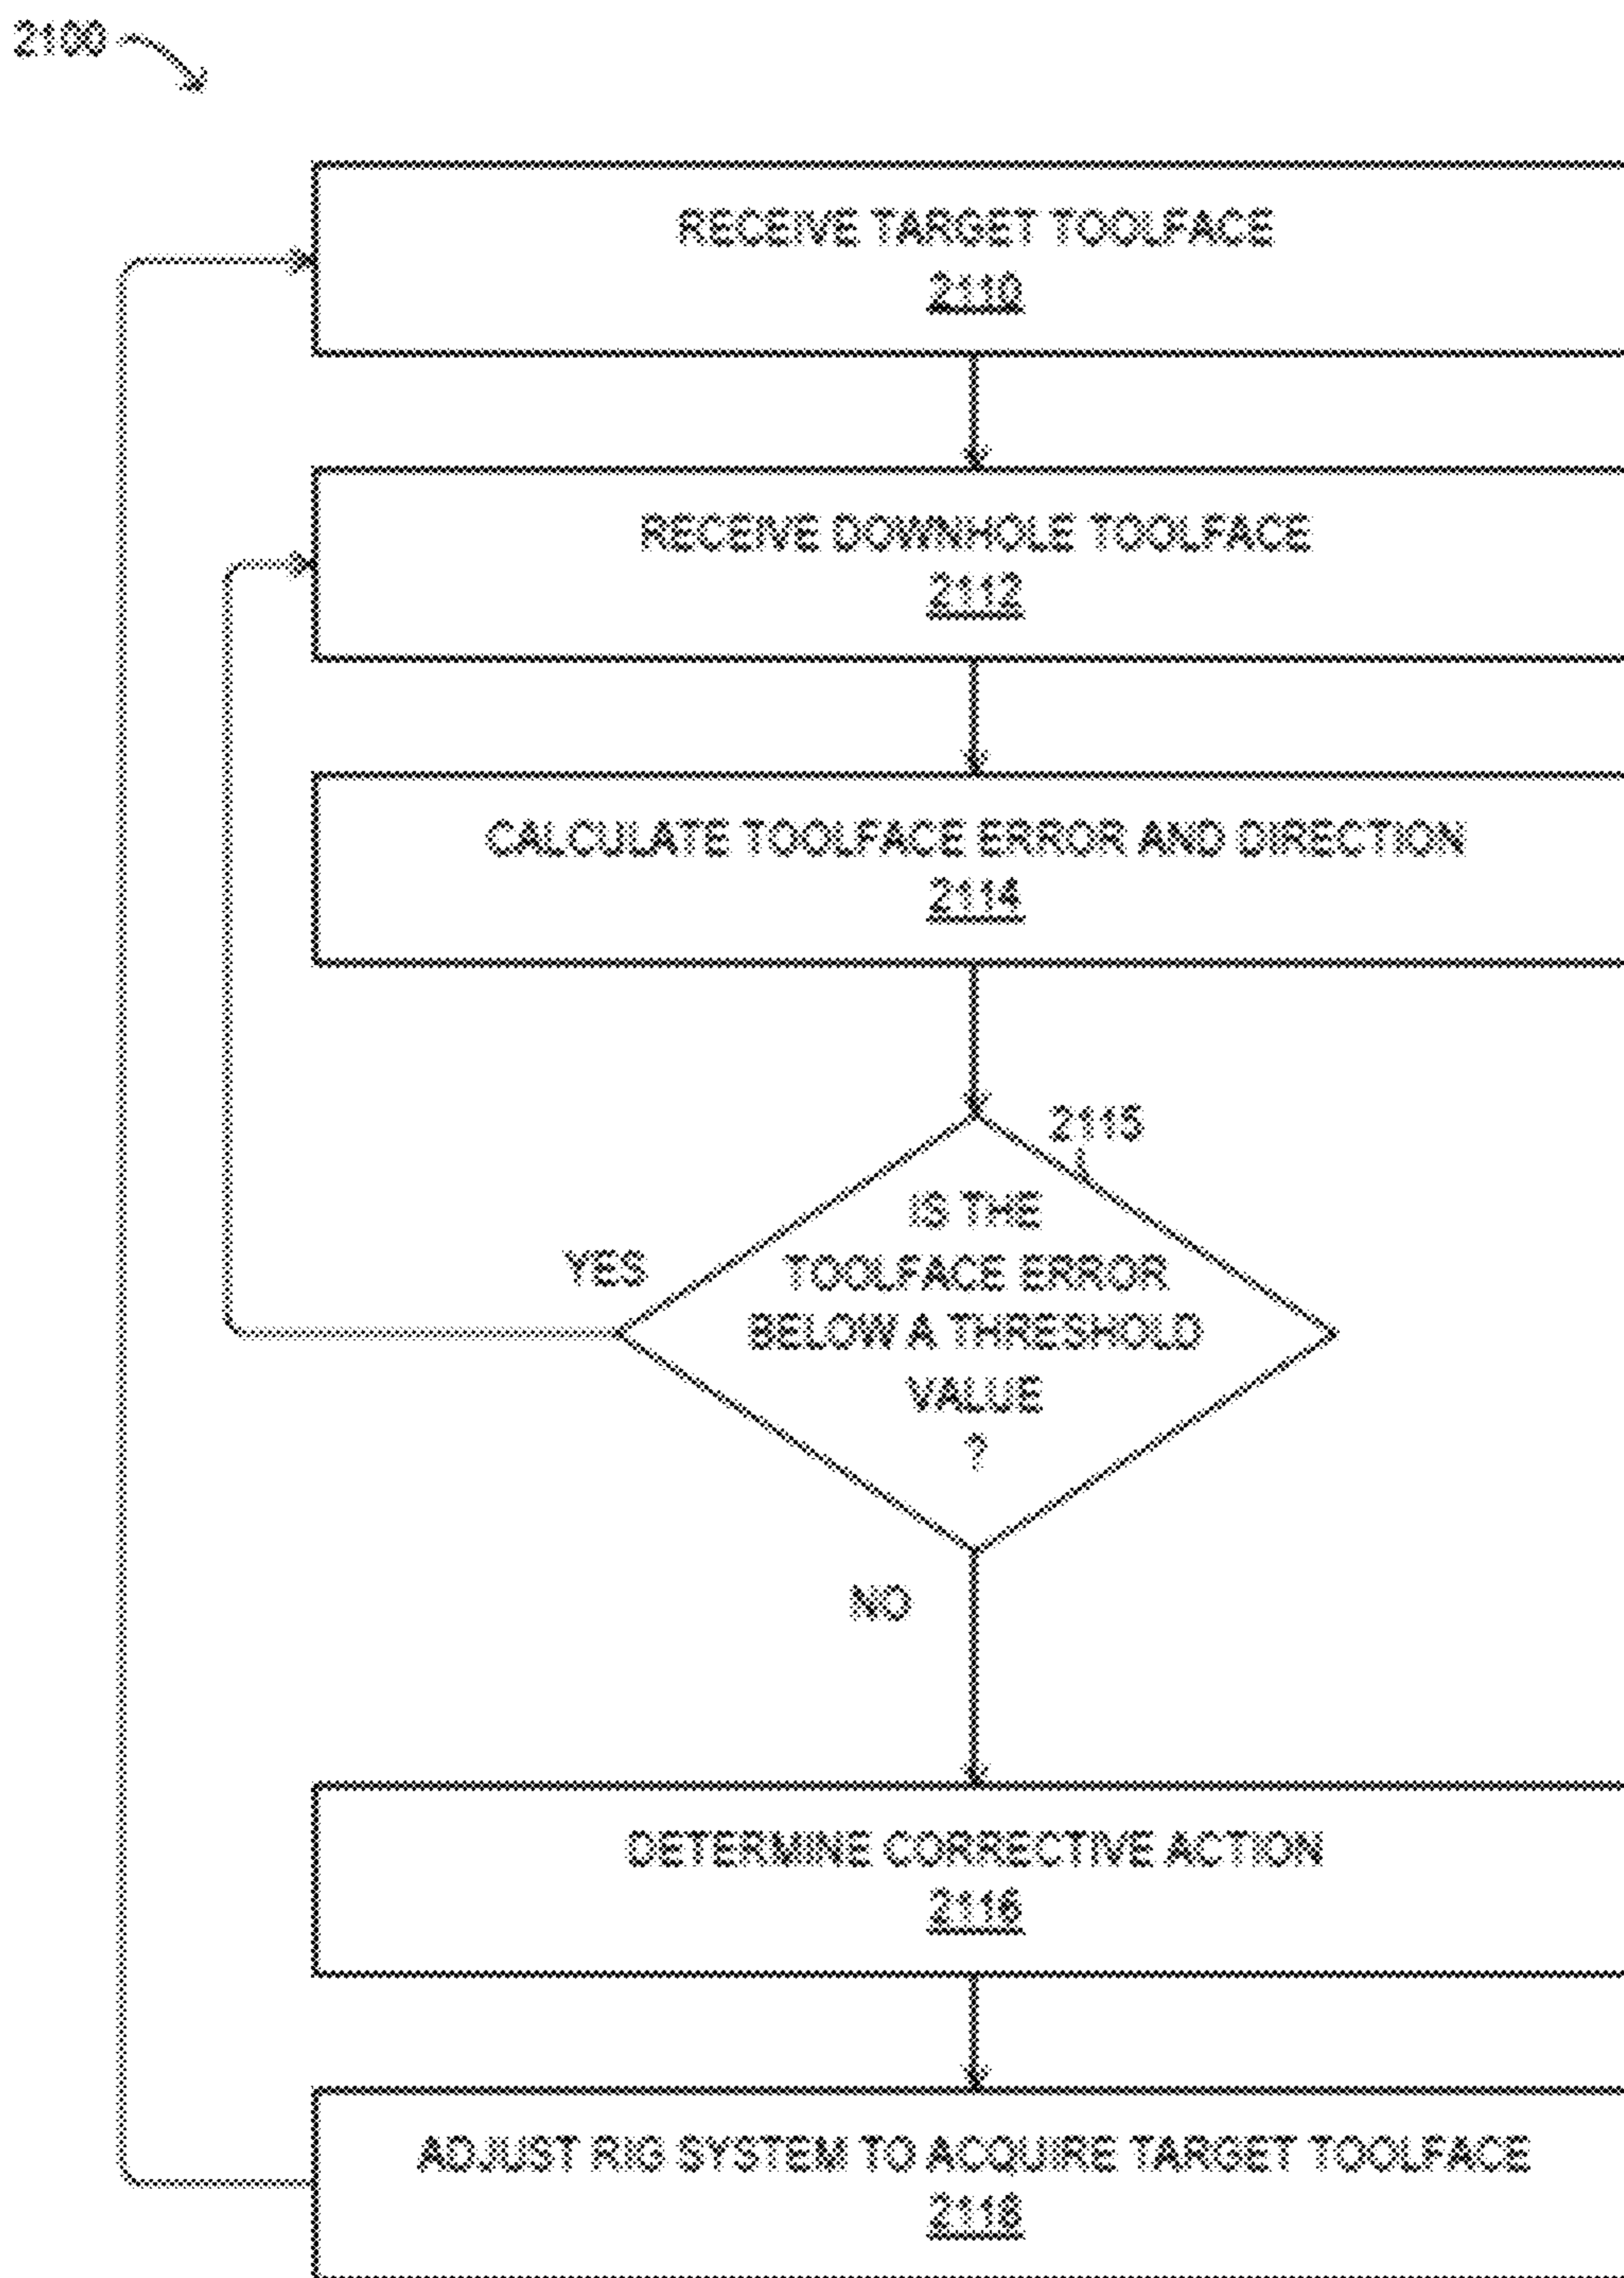 2100
RECEIVE TARGET TOOLFACE
2110
RECEIVE DOWNHOLE TOOLFACE
2112
CALCULATE TOOLFACE ERROR AND DIRECTION
2114
2115
IS THE
TOOLFACE ERROR
BELOW A THRESHOLD
VALUE
?
YES
NO
DETERMINE CORRECTIVE ACTION
2116
ADJUST RIG SYSTEM TO ACQUIRE TARGET TOOLFACE
2118